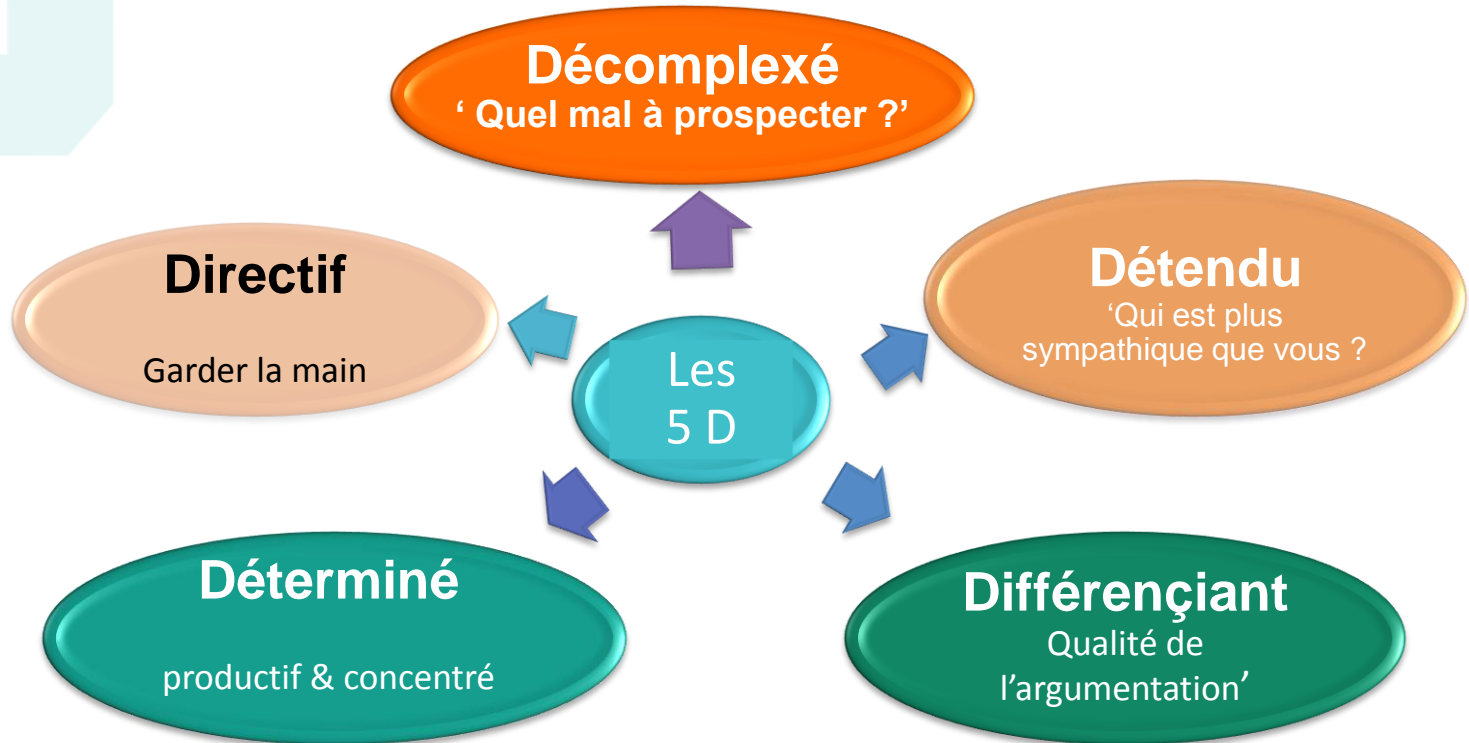 Décomplexé
‘ Quel mal à prospecter ?’
Détendu
‘Qui est plus
sympathique que vous ?
Différençiant
Qualité de
l’argumentation’
Déterminé
productif & concentré
Directif
Garder la main
Les
5 D